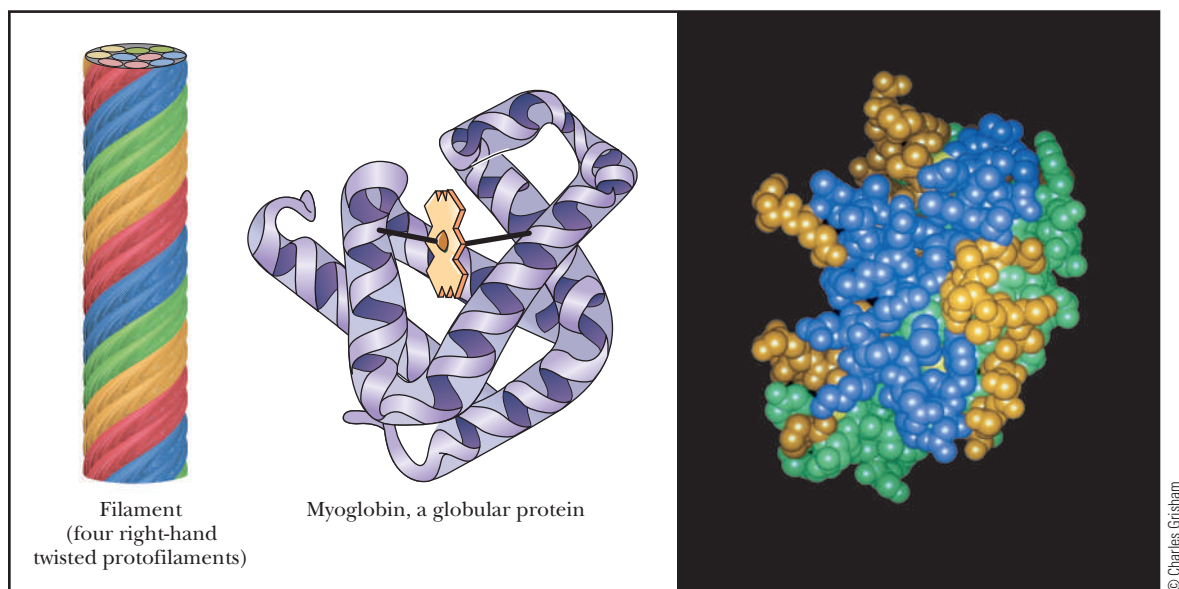 Filament
(four right-hand
twisted protofilaments)
Myoglobin, a globular protein
© Charles Grisham